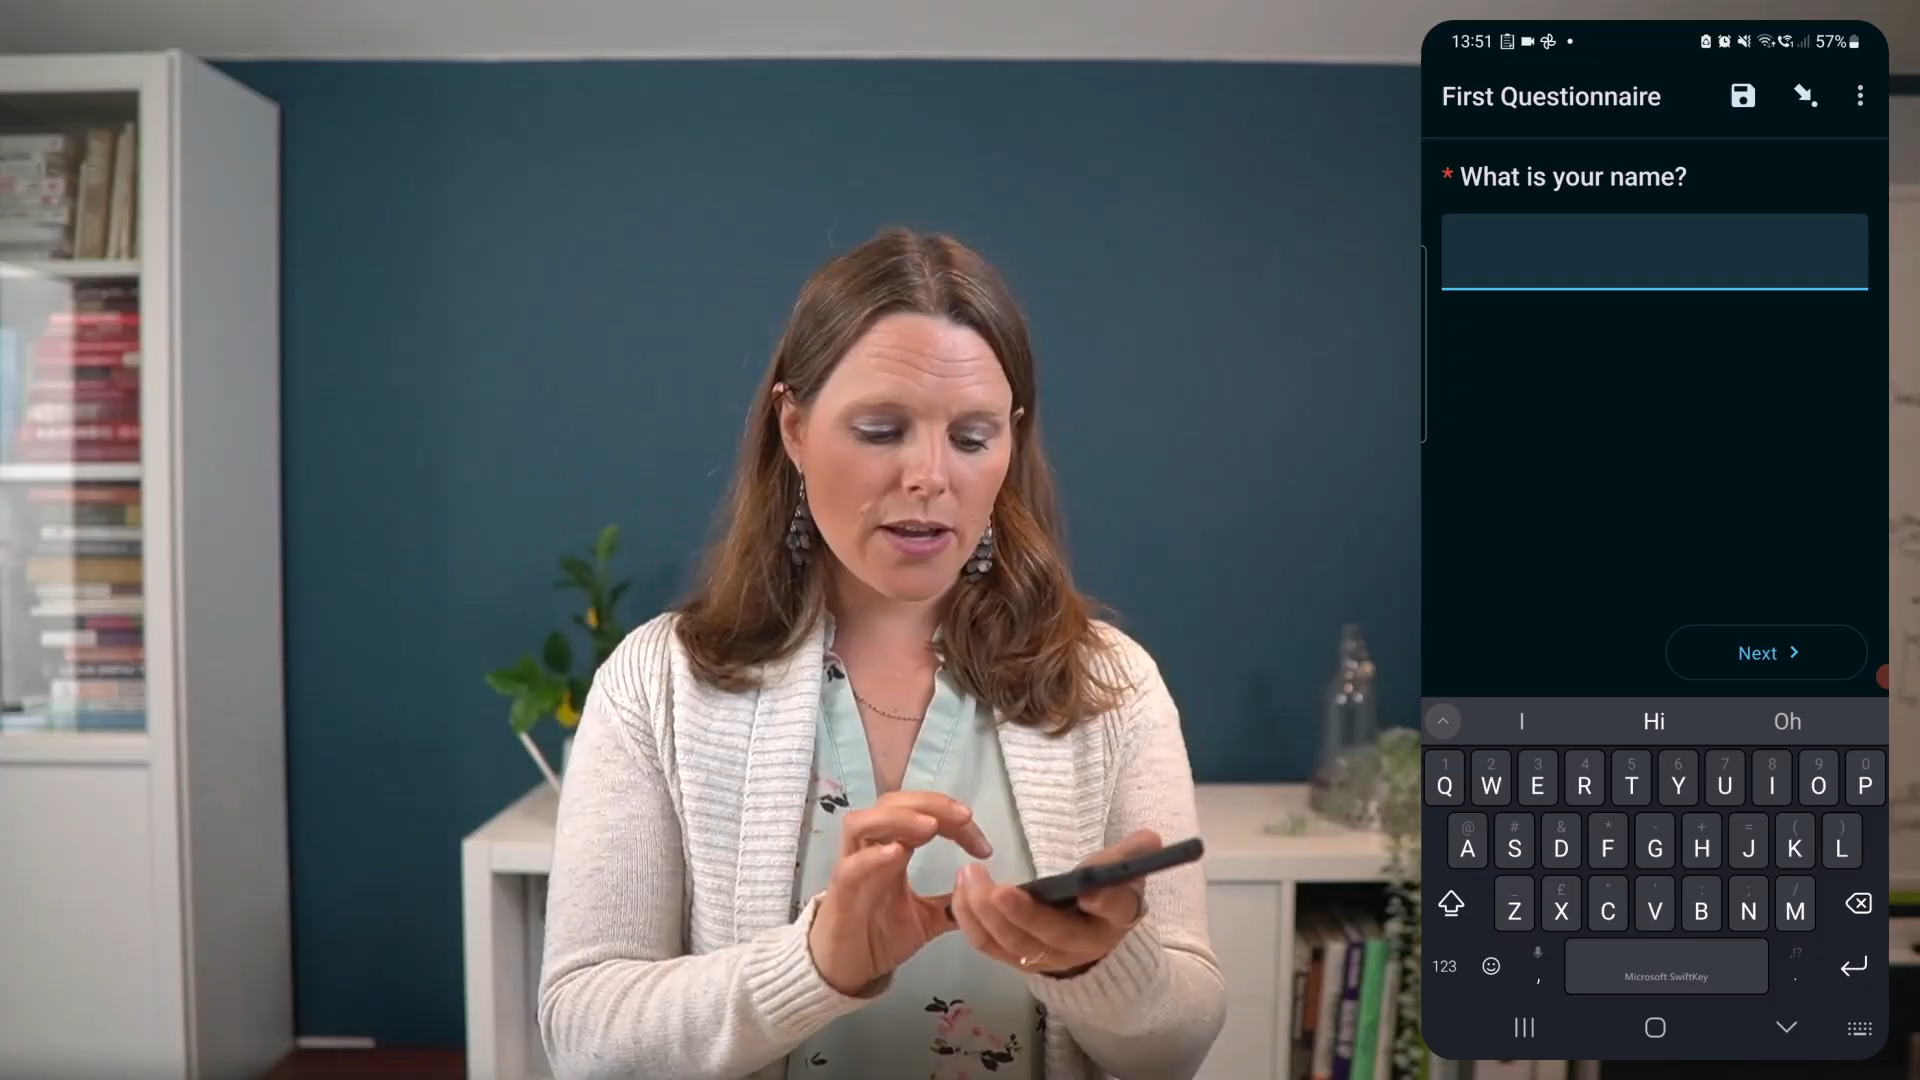 13:51
57%
First Questionnaire
* What is your name?
Next
I Hi Oh
1 2 3 4 5 6 7 8 9 0
Q W E R T Y U I O P
@ # & * - + = ( )
A S D F G H J K L
_ £ " ' : ; /
Z X C V B N M
123 , Microsoft SwiftKey .
,!?